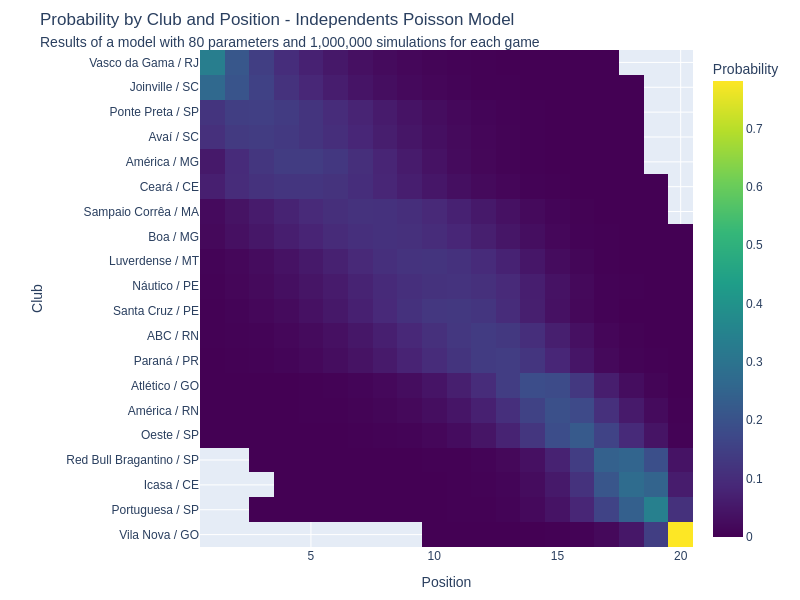 Probability by Club and Position - Independents Poisson Model
Results of a model with 80 parameters and 1,000,000 simulations for each game
Probability
Club
Vasco da Gama / RJ
Joinville / SC
Ponte Preta / SP
Avaí / SC
América / MG
Ceará / CE
Sampaio Corrêa / MA
Boa / MG
Luverdense / MT
Náutico / PE
Santa Cruz / PE
ABC / RN
Paraná / PR
Atlético / GO
América / RN
Oeste / SP
Red Bull Bragantino / SP
Icasa / CE
Portuguesa / SP
Vila Nova / GO
0.7
0.6
0.5
0.4
0.3
0.2
0.1
0
5 10 15 20
Position